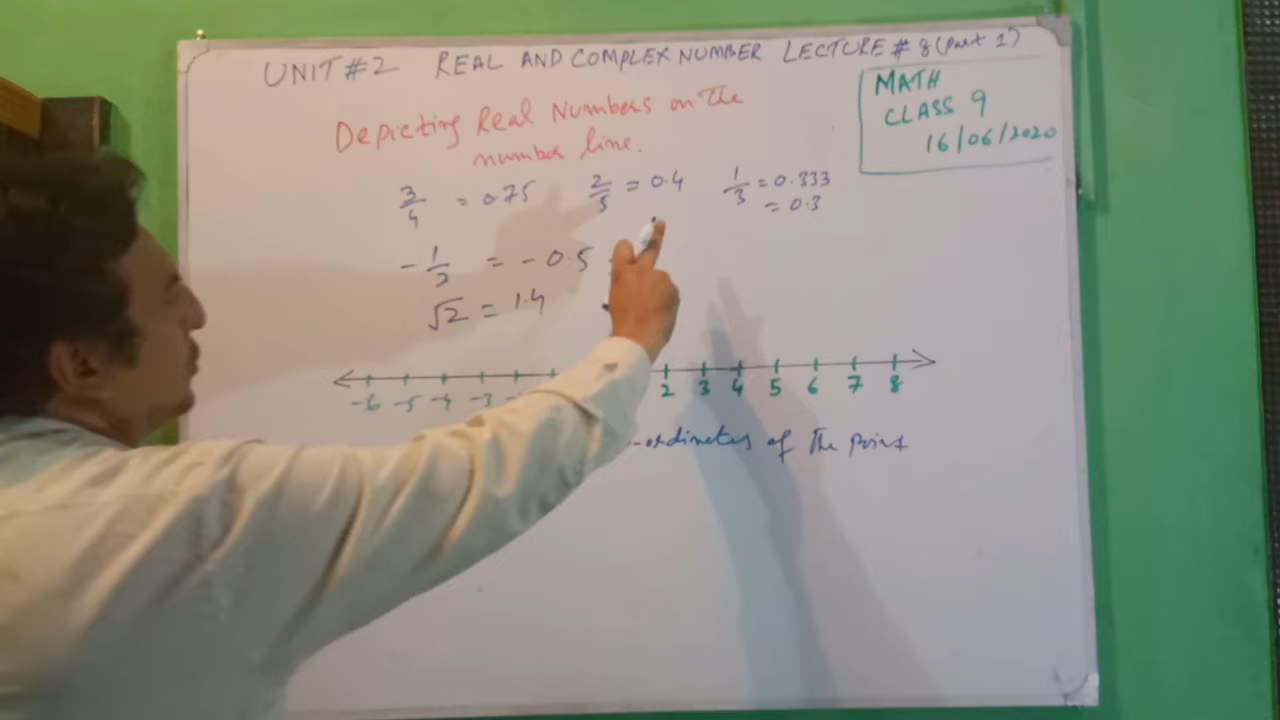 UNIT #2 REAL AND COMPLEX NUMBER LECTURE # 8 (Part 1)
MATH
CLASS 9
16/06/2020
Depicting Real Numbers on The
number line.
3/4 = 0.75 2/5 = 0.4 1/3 = 0.333
= 0.3
-1/2 = -0.5
√2 = 1.4
-6 -5 -4 -3 2 3 4 5 6 7 8
-ordinates of The point